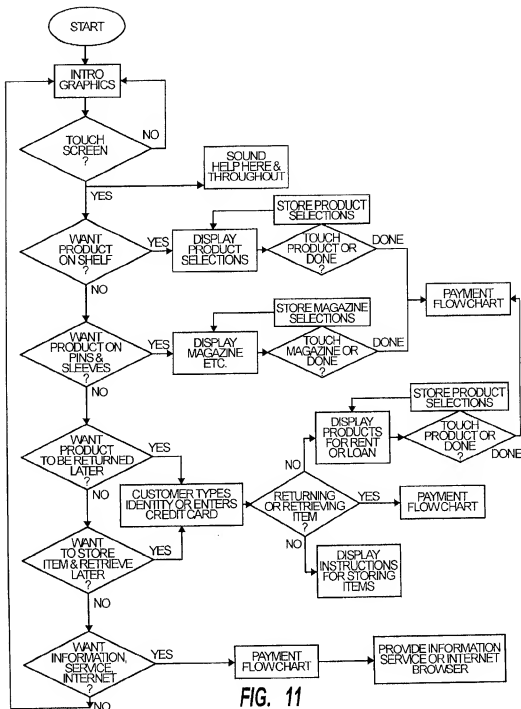 START
INTRO
GRAPHICS
NO
TOUCH
SCREEN
?
SOUND
HELP HERE &
THROUGHOUT
YES
STORE PRODUCT
SELECTIONS
WANT
PRODUCT
ON SHELF
?
YES
DISPLAY
PRODUCT
SELECTIONS
TOUCH
PRODUCT OR
DONE
?
DONE
NO
PAYMENT
FLOW CHART
STORE MAGAZINE
SELECTIONS
WANT
PRODUCT ON
PINS &
SLEEVES
?
YES
DISPLAY
MAGAZINE
ETC.
TOUCH
MAGAZINE OR
DONE
?
DONE
NO
STORE PRODUCT
SELECTIONS
DISPLAY
PRODUCTS
FOR RENT
OR LOAN
TOUCH
PRODUCT OR
DONE
?
DONE
WANT
PRODUCT
TO BE RETURNED
LATER
?
YES
NO
NO
CUSTOMER TYPES
IDENTITY OR ENTERS
CREDIT CARD
RETURNING
OR RETRIEVING
ITEM
?
YES
PAYMENT
FLOW CHART
WANT
TO STORE
ITEM & RETRIEVE
LATER
?
YES
NO
DISPLAY
INSTRUCTIONS
FOR STORING
ITEMS
NO
WANT
INFORMATION,
SERVICE,
INTERNET
?
YES
PAYMENT
FLOW CHART
PROVIDE INFORMATION
SERVICE OR INTERNET
BROWSER
NO
FIG. 11